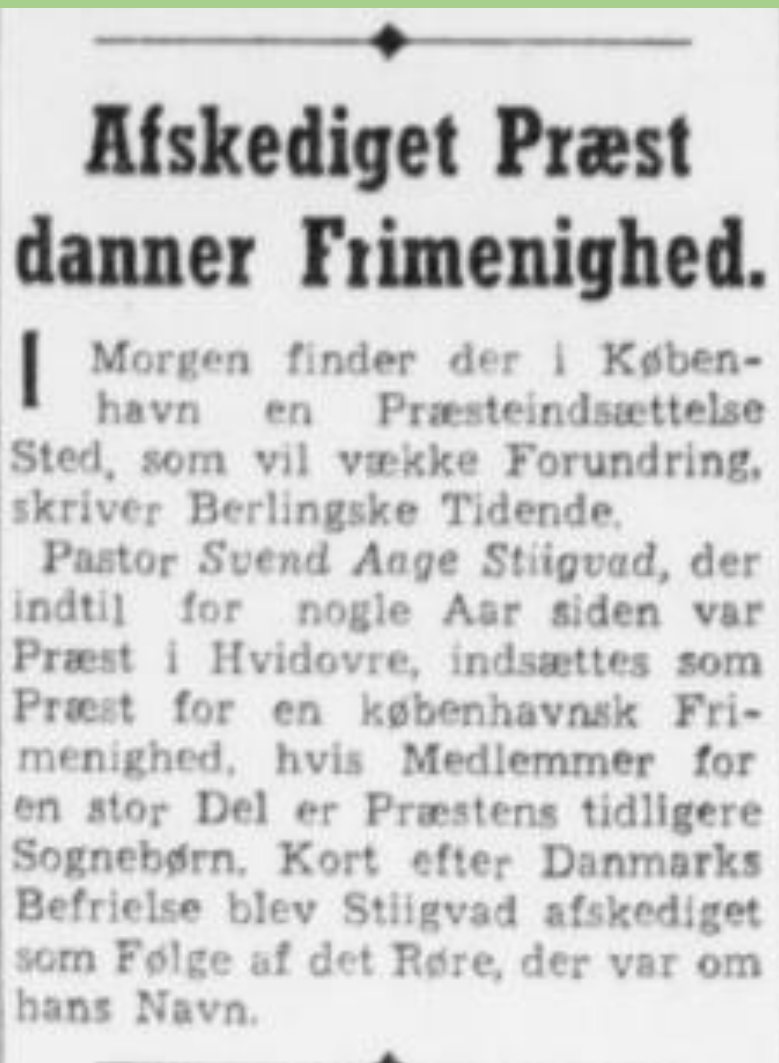 Afskediget Præst
danner Frimenighed.
I Morgen finder der i Køben-
havn en Præsteindsættelse
Sted, som vil vække Forundring,
skriver Berlingske Tidende.
Pastor Svend Aage Stiigvad, der
indtil for nogle Aar siden var
Præst i Hvidovre, indsættes som
Præst for en københavnsk Fri-
menighed, hvis Medlemmer for
en stor Del er Præstens tidligere
Sognebørn. Kort efter Danmarks
Befrielse blev Stiigvad afskediget
som Følge af det Røre, der var om
hans Navn.